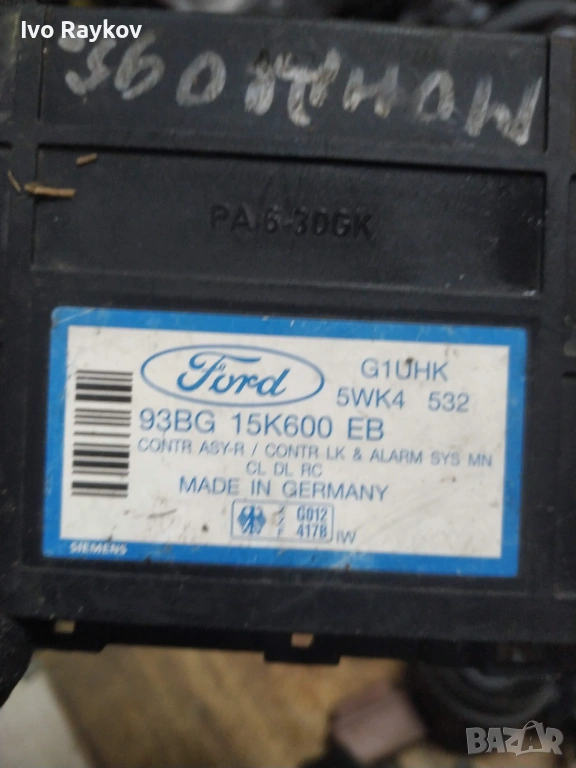 Ivo Raykov
PA 6-30GK
Ford
G1UHK
5WK4 532
93BG 15K600 EB
CONTR ASY-R / CONTR LK & ALARM SYS MN
CL DL RC
MADE IN GERMANY
G012
417B
IW
SIEMENS
BAZAR